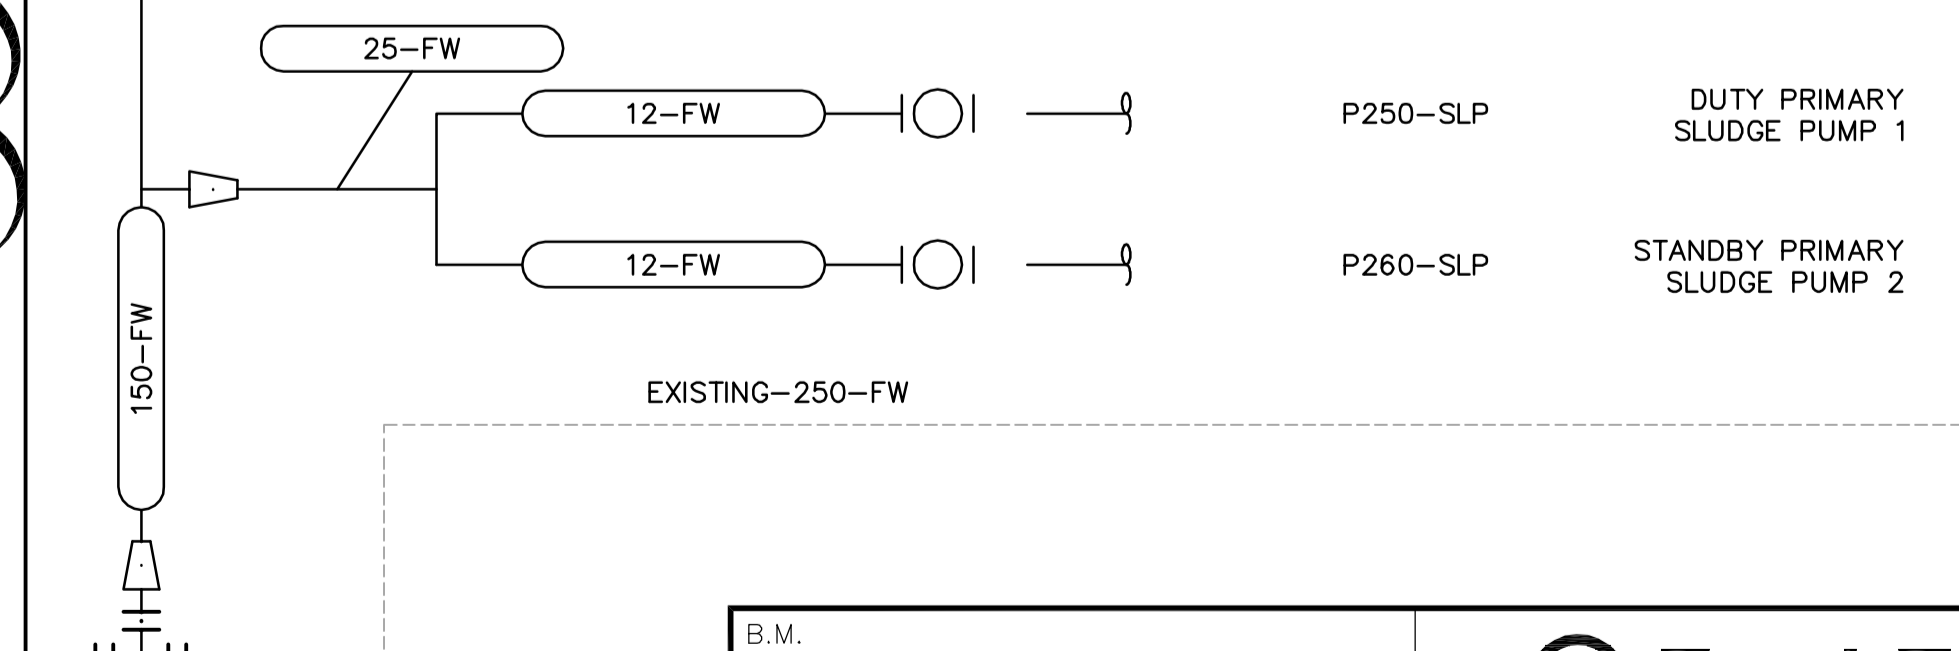 25-FW
12-FW
P250-SLP
DUTY PRIMARY
SLUDGE PUMP 1
12-FW
P260-SLP
STANDBY PRIMARY
SLUDGE PUMP 2
150-FW
EXISTING-250-FW
B.M.